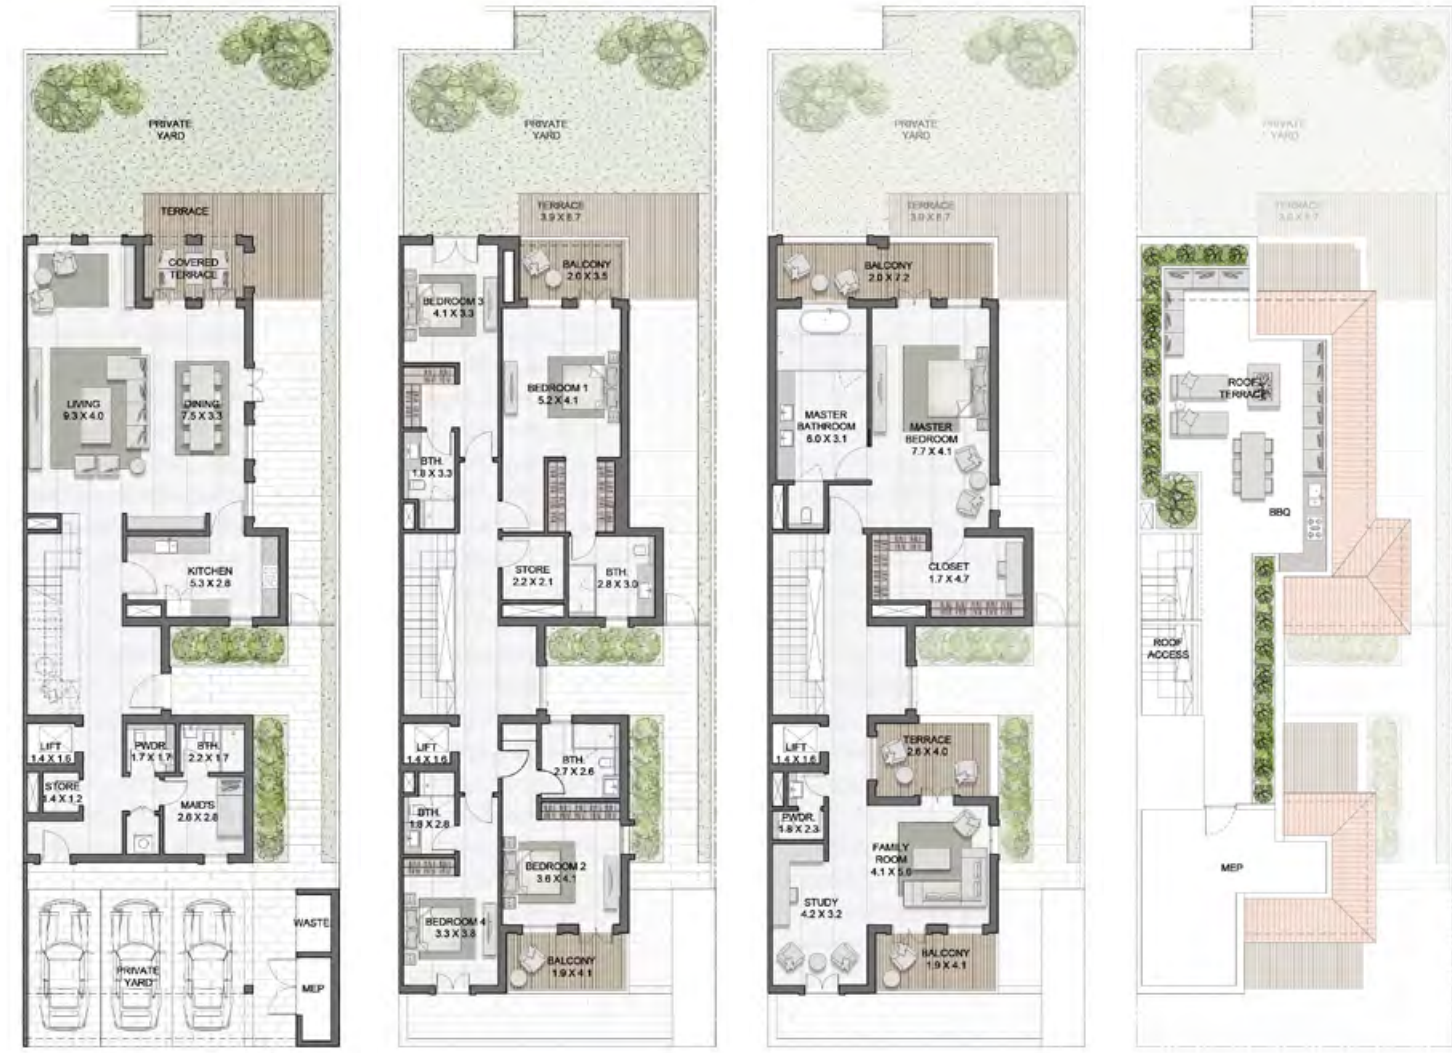 PRIVATE
YARD
TERRACE
COVERED
TERRACE
LIVING
9.3 X 4.0
DINING
7.5 X 3.3
KITCHEN
5.3 X 2.8
LIFT
1.4 X 1.6
PWDR.
1.7 X 1.7
BTH.
2.2 X 1.7
STORE
1.4 X 1.2
MAID'S
2.6 X 2.8
WASTE
PRIVATE
YARD
MEP
PRIVATE
YARD
TERRACE
3.9 X 8.7
BALCONY
2.0 X 3.5
BEDROOM 3
4.1 X 3.3
BEDROOM 1
5.2 X 4.1
BTH.
1.8 X 3.3
STORE
2.2 X 2.1
BTH.
2.8 X 3.0
LIFT
1.4 X 1.6
BTH.
2.7 X 2.6
BTH.
1.8 X 2.8
BEDROOM 2
3.6 X 4.1
BEDROOM 4
3.3 X 3.8
BALCONY
1.9 X 4.1
PRIVATE
YARD
TERRACE
3.9 X 8.7
BALCONY
2.0 X 7.2
MASTER
BATHROOM
6.0 X 3.1
MASTER
BEDROOM
7.7 X 4.1
CLOSET
1.7 X 4.7
LIFT
1.4 X 1.6
TERRACE
2.6 X 4.0
PWDR.
1.8 X 2.3
FAMILY
ROOM
4.1 X 5.6
STUDY
4.2 X 3.2
BALCONY
1.9 X 4.1
PRIVATE
YARD
TERRACE
3.9 X 8.7
ROOF
TERRACE
BBQ
ROOF
ACCESS
MEP